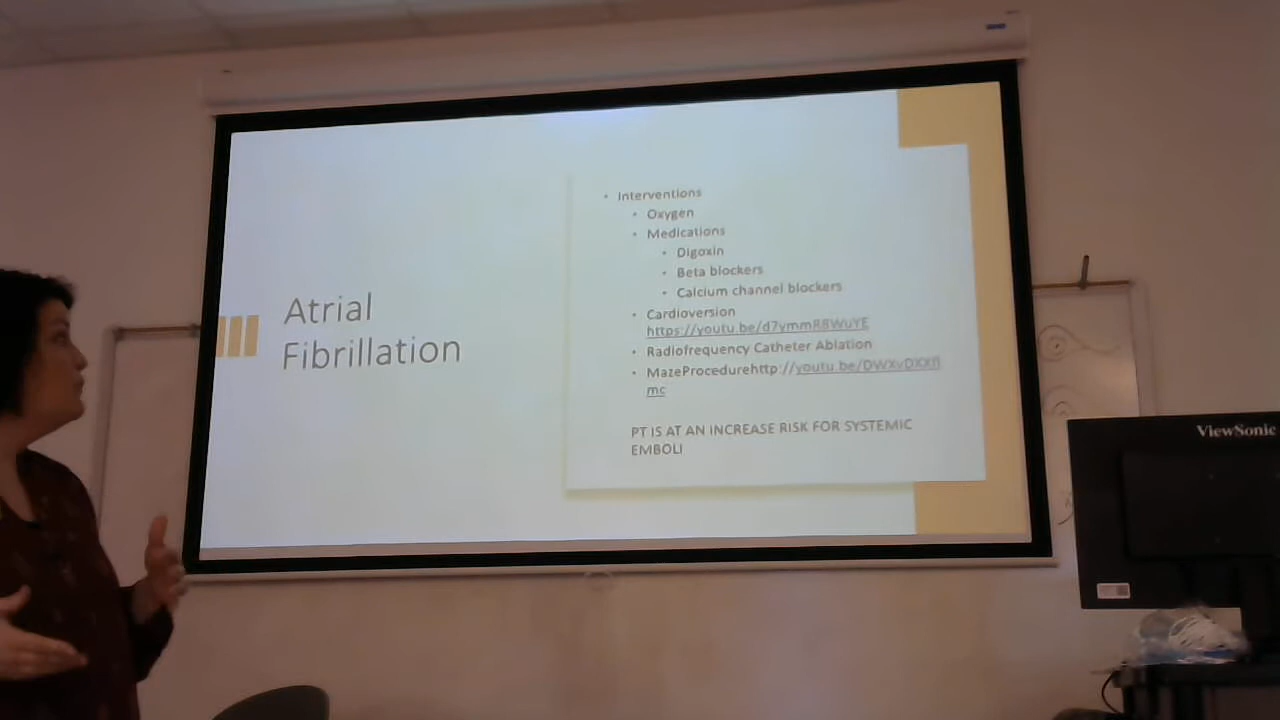 Atrial
Fibrillation
Interventions
Oxygen
Medications
Digoxin
Beta blockers
Calcium channel blockers
Cardioversion
https://youtu.be/d7ymmR8WuYE
Radiofrequency Catheter Ablation
MazeProcedurehttp://youtu.be/
mc
PT IS AT AN INCREASE RISK FOR SYSTEMIC
EMBOLI
ViewSonic